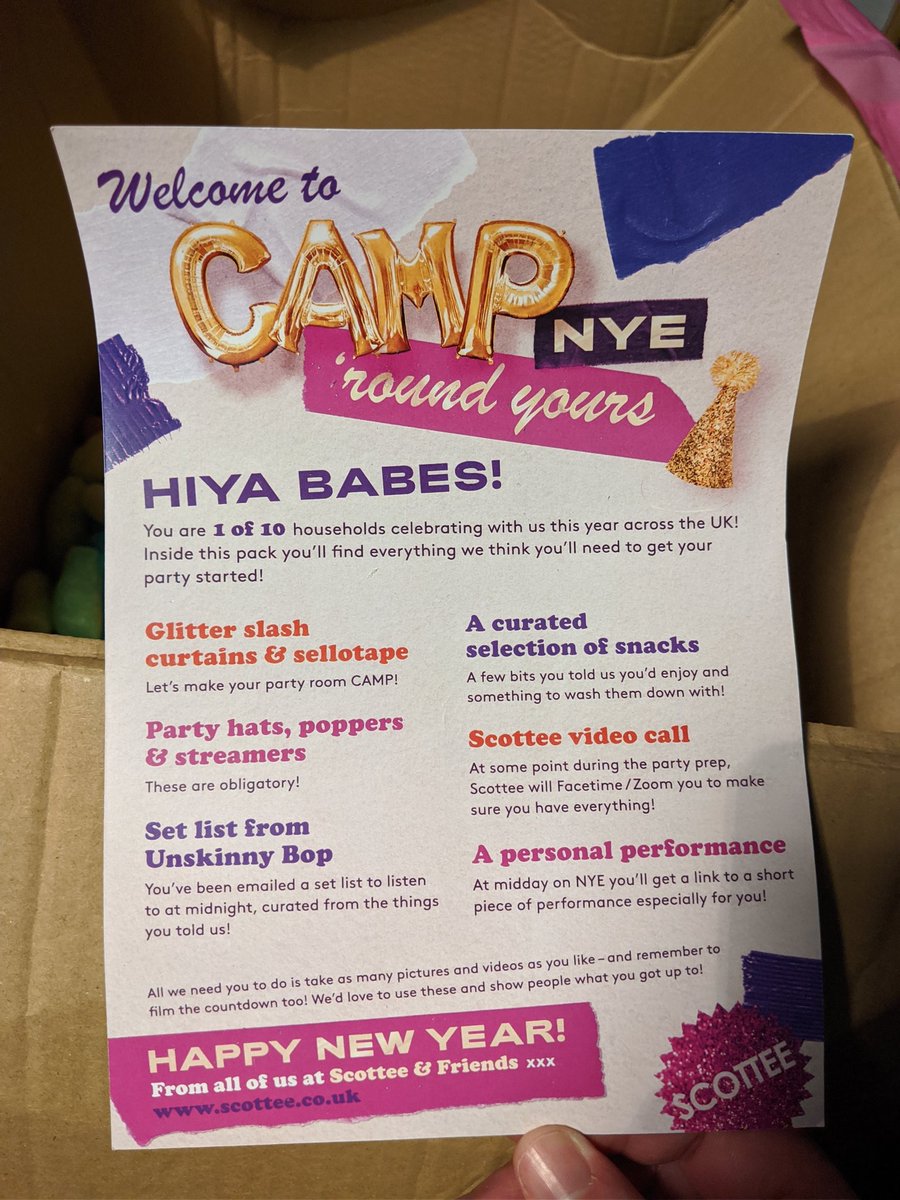 Welcome to
CAMP
NYE
'round yours
HIYA BABES!
You are 1 of 10 households celebrating with us this year across the UK!
Inside this pack you'll find everything we think you'll need to get your
party started!
Glitter slash
curtains & sellotape
Let's make your party room CAMP!
Party hats, poppers
& streamers
These are obligatory!
Set list from
Unskinny Bop
You've been emailed a set list to listen
to at midnight, curated from the things
you told us!
A curated
selection of snacks
A few bits you told us you'd enjoy and
something to wash them down with!
Scottee video call
At some point during the party prep,
Scottee will Facetime/Zoom you to make
sure you have everything!
A personal performance
At midday on NYE you'll get a link to a short
piece of performance especially for you!
All we need you to do is take as many pictures and videos as you like – and remember to
film the countdown too! We'd love to use these and show people what you got up to!
HAPPY NEW YEAR!
From all of us at Scottee & Friends xxx
www.scottee.co.uk
SCOTTEE